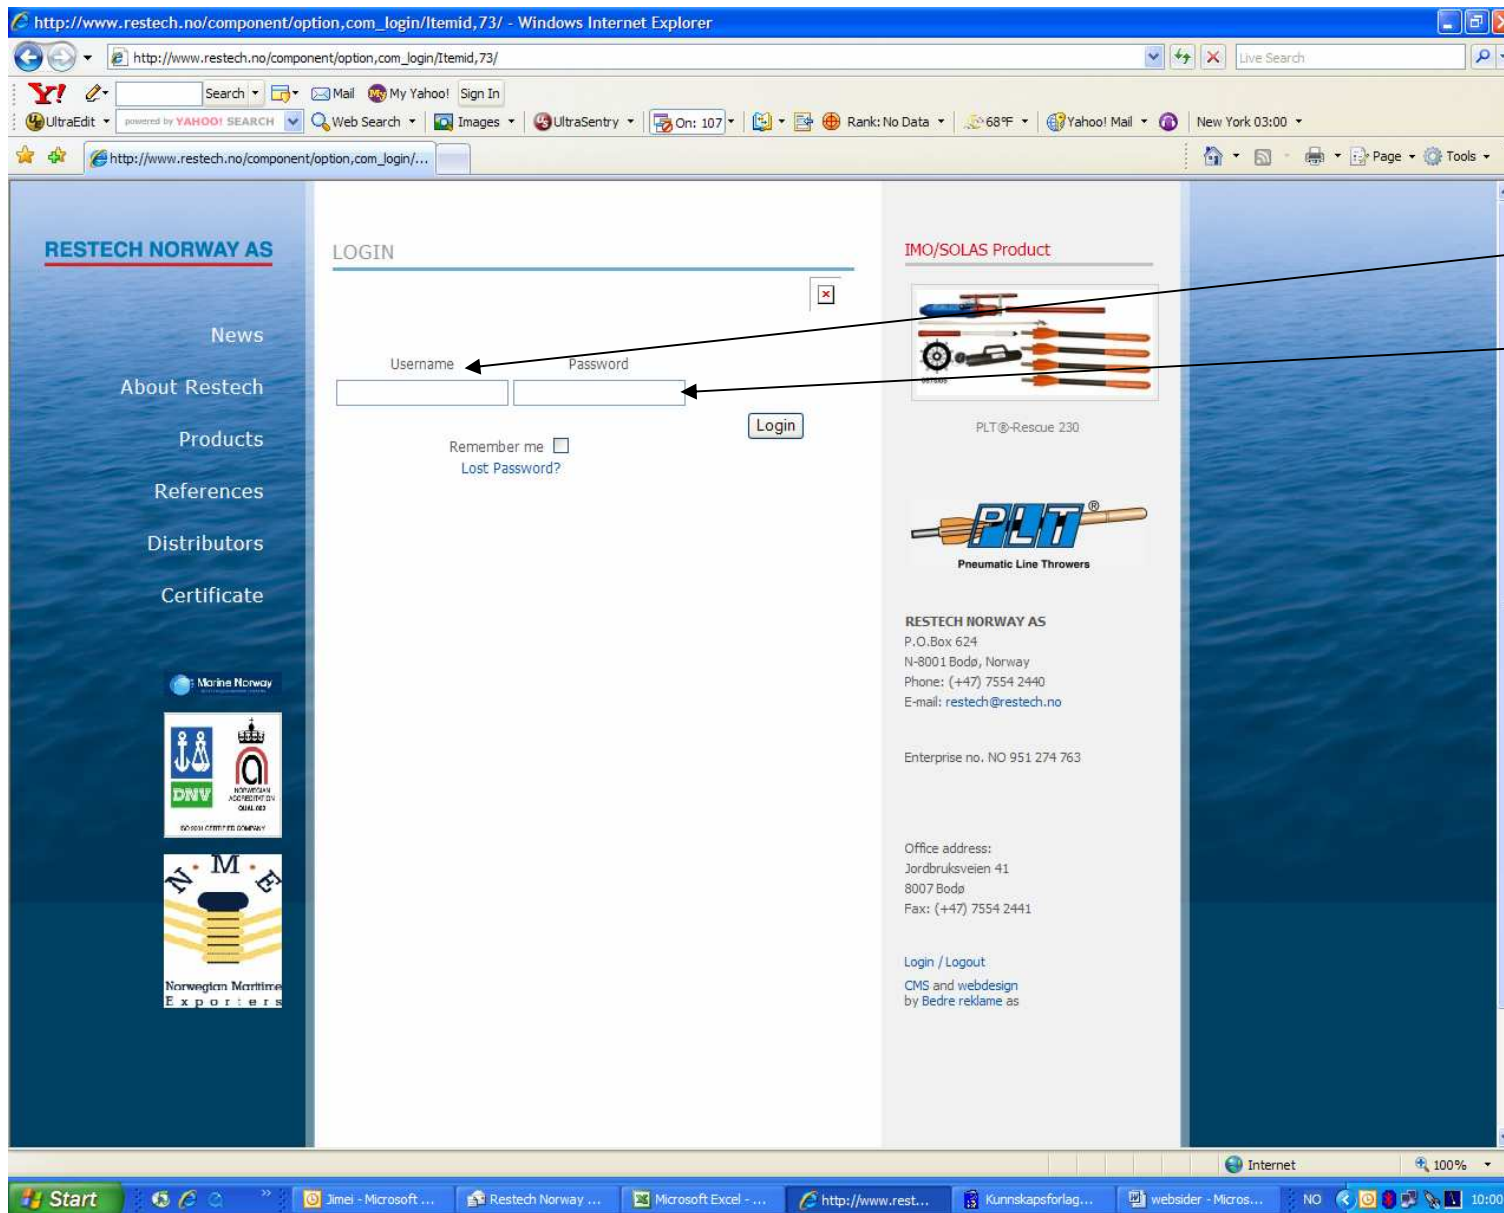 http://www.restech.no/component/option,com_login/Itemid,73/ - Windows Internet Explorer
http://www.restech.no/component/option,com_login/Itemid,73/
Live Search
Y! Search Mail My Yahoo! Sign In
UltraEdit powered by YAHOO! SEARCH Web Search Images UltraSentry On: 107 Rank: No Data 68°F Yahoo! Mail New York 03:00
http://www.restech.no/component/option,com_login/...
Page Tools
RESTECH NORWAY AS
News
About Restech
Products
References
Distributors
Certificate
Marine Norway
DNV
NORWEGIAN
ACCREDITATION
QUAL 003
ISO 9001 CERTIFIED COMPANY
N · M · E
Norwegian Maritime
Exporters
LOGIN
Username Password
Login
Remember me
Lost Password?
IMO/SOLAS Product
PLT®-Rescue 230
PLT®
Pneumatic Line Throwers
RESTECH NORWAY AS
P.O.Box 624
N-8001 Bodø, Norway
Phone: (+47) 7554 2440
E-mail: restech@restech.no
Enterprise no. NO 951 274 763
Office address:
Jordbruksveien 41
8007 Bodø
Fax: (+47) 7554 2441
Login / Logout
CMS and webdesign
by Bedre reklame as
Internet 100%
Start Jimei - Microsoft ... Restech Norway ... Microsoft Excel - ... http://www.rest... Kunnskapsforlag... websider - Micros... NO 10:00